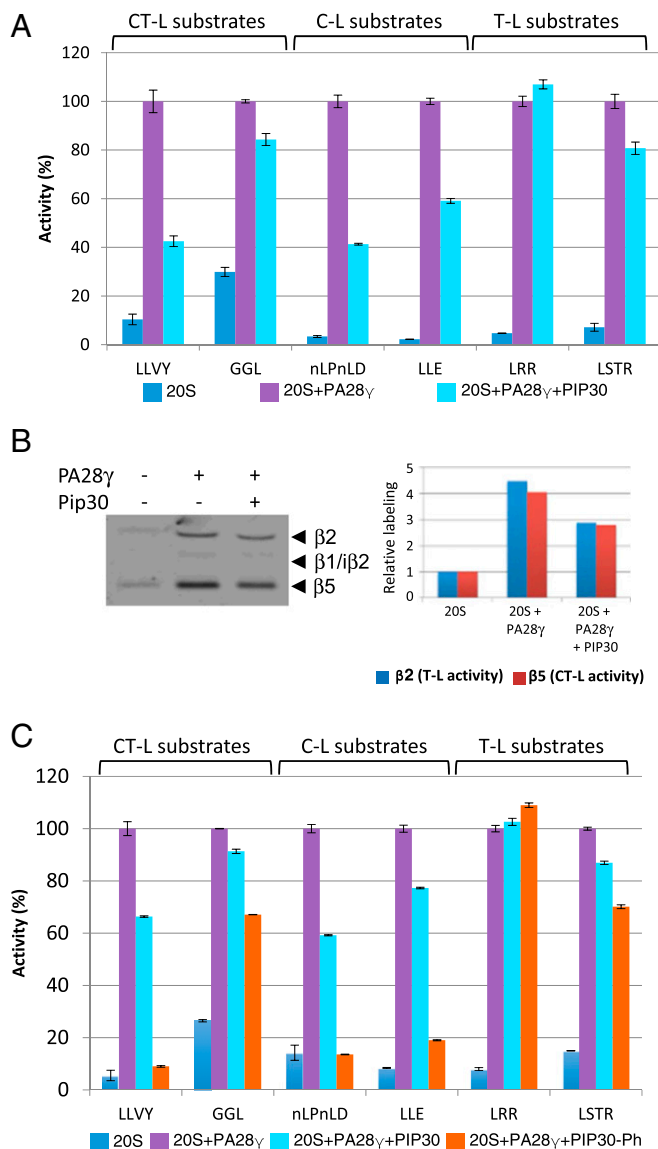 A
CT-L substrates C-L substrates T-L substrates
Activity (%)
120
100
80
60
40
20
0
LLVY GGL nLPnLD LLE LRR LSTR
20S 20S+PA28γ 20S+PA28γ+PIP30
B
PA28γ - + +
Pip30 - - +
β2
β1/iβ2
β5
Relative labeling
5
4
3
2
1
0
20S 20S + PA28γ 20S + PA28γ + PIP30
β2 (T-L activity) β5 (CT-L activity)
C
CT-L substrates C-L substrates T-L substrates
Activity (%)
120
100
80
60
40
20
0
LLVY GGL nLPnLD LLE LRR LSTR
20S 20S+PA28γ 20S+PA28γ+PIP30 20S+PA28γ+PIP30-Ph